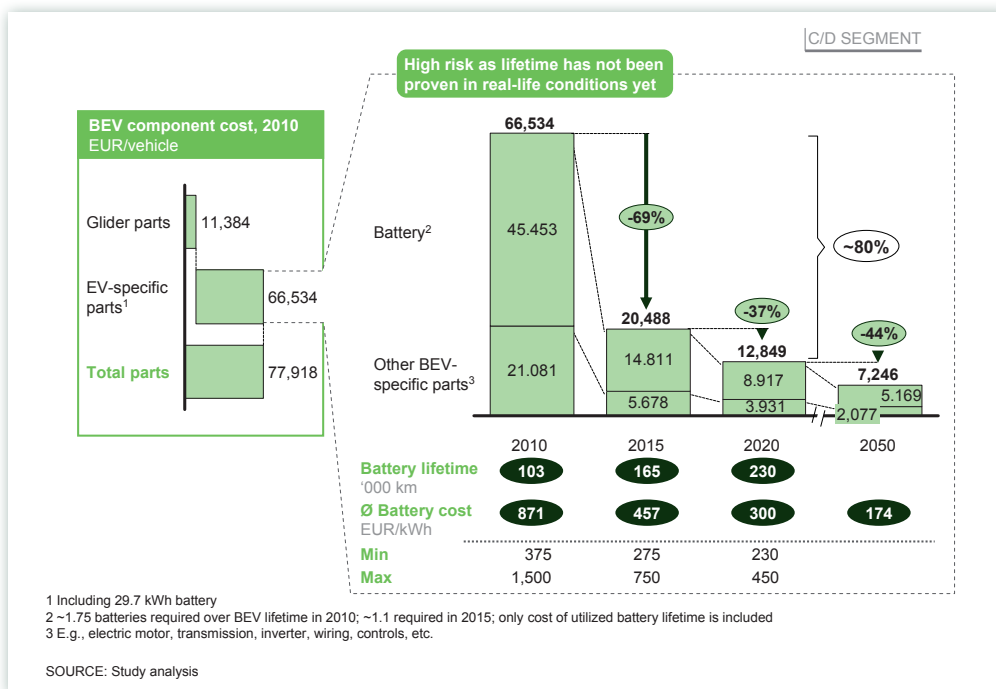 C/D SEGMENT
High risk as lifetime has not been
proven in real-life conditions yet
BEV component cost, 2010
EUR/vehicle
Glider parts
11,384
EV-specific
parts1
66,534
Total parts
77,918
66,534
Battery2
45.453
-69%
~80%
20,488
-37%
12,849
-44%
7,246
Other BEV-
specific parts3
21.081
14.811
5.678
8.917
3.931
5.169
2,077
2010 2015 2020 2050
Battery lifetime 103 165 230
‘000 km
Ø Battery cost 871 457 300 174
EUR/kWh
Min 375 275 230
Max 1,500 750 450
1 Including 29.7 kWh battery
2 ~1.75 batteries required over BEV lifetime in 2010; ~1.1 required in 2015; only cost of utilized battery lifetime is included
3 E.g., electric motor, transmission, inverter, wiring, controls, etc.
SOURCE: Study analysis